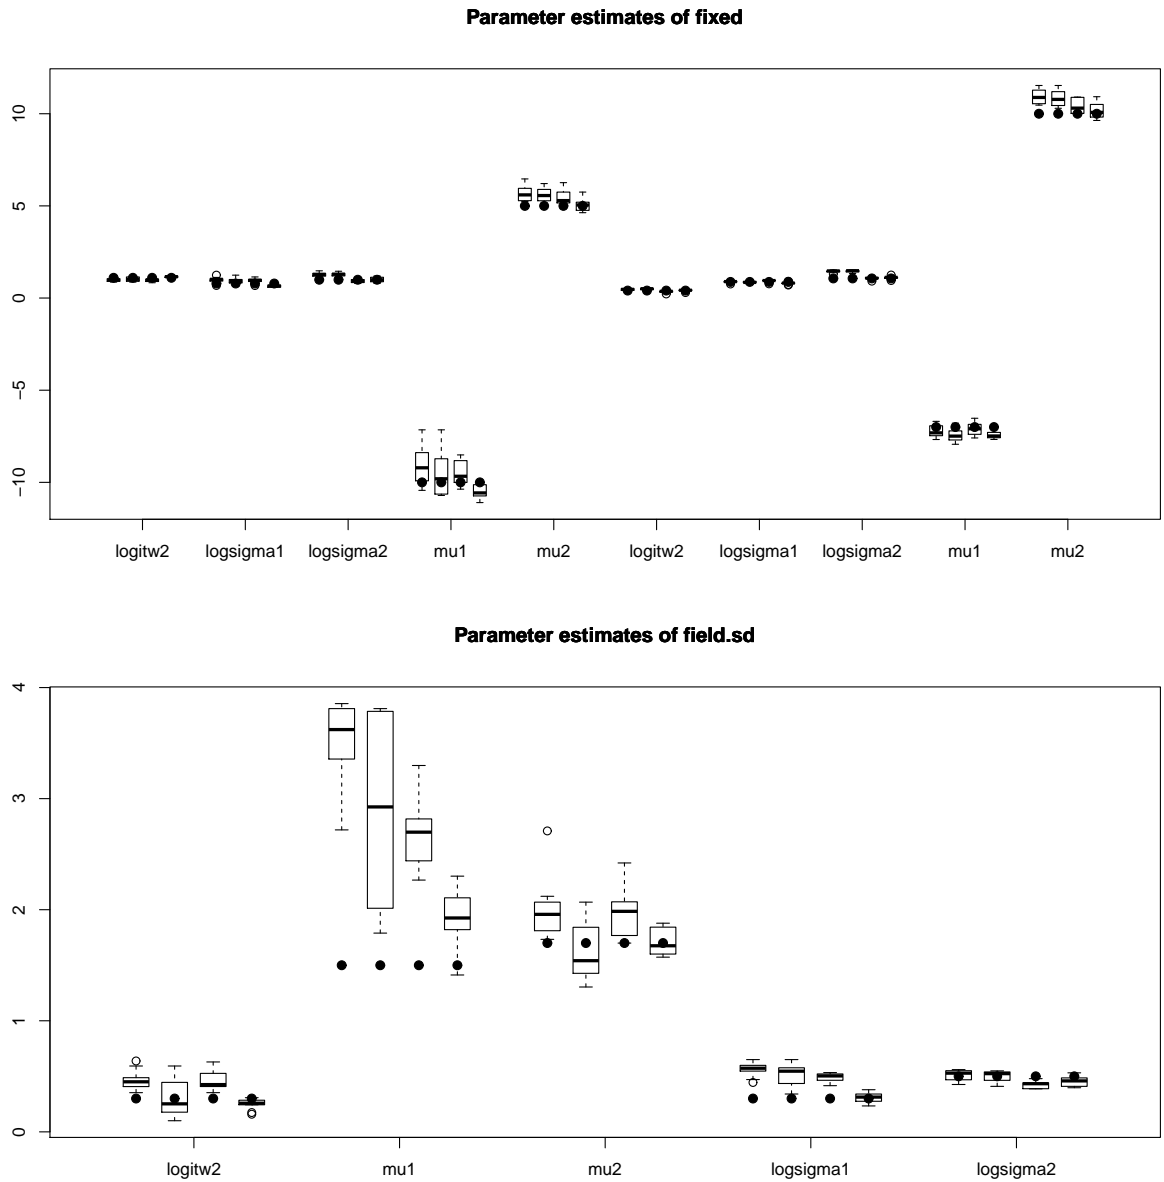 Parameter estimates of fixed
10
5
0
−5
−10
logitw2 logsigma1 logsigma2 mu1 mu2 logitw2 logsigma1 logsigma2 mu1 mu2
Parameter estimates of field.sd
4
3
2
1
0
logitw2 mu1 mu2 logsigma1 logsigma2